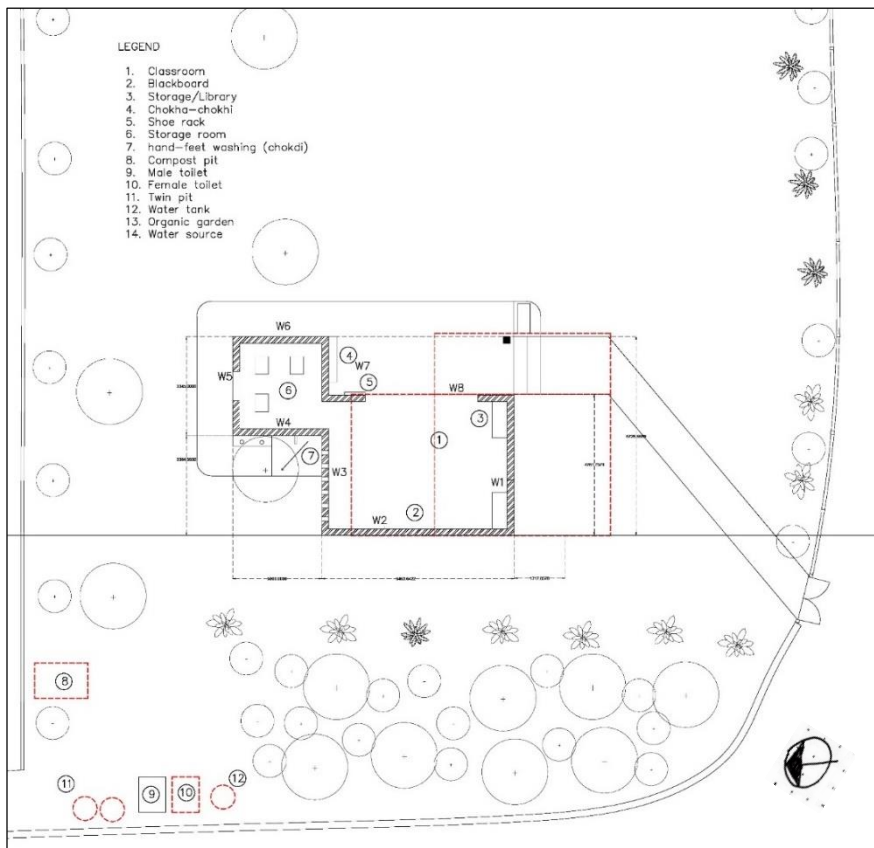 LEGEND
1. Classroom
2. Blackboard
3. Storage/Library
4. Chokha-chokhi
5. Shoe rack
6. Storage room
7. hand-feet washing (chokdi)
8. Compost pit
9. Male toilet
10. Female toilet
11. Twin pit
12. Water tank
13. Organic garden
14. Water source
W6
4
W7
W5
5
6
W8
3
W4
1
7
W3
W1
2
W2
8
12
11
9
10